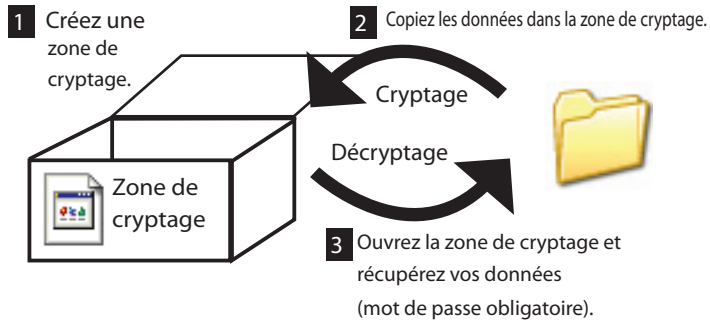 1 Créez une
zone de
cryptage.
2 Copiez les données dans la zone de cryptage.
Cryptage
Décryptage
Zone de
cryptage
3 Ouvrez la zone de cryptage et
récupérez vos données
(mot de passe obligatoire).